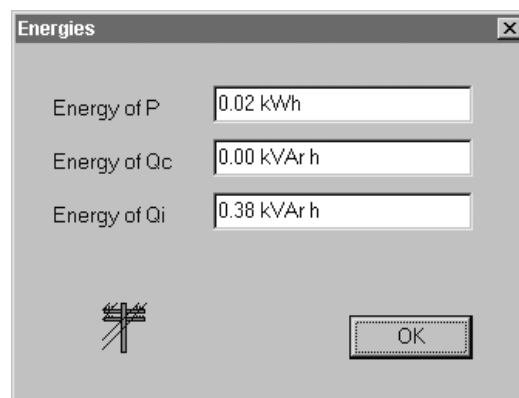 Energies
Energy of P 0.02 kWh
Energy of Qc 0.00 kVAr h
Energy of Qi 0.38 kVAr h
OK